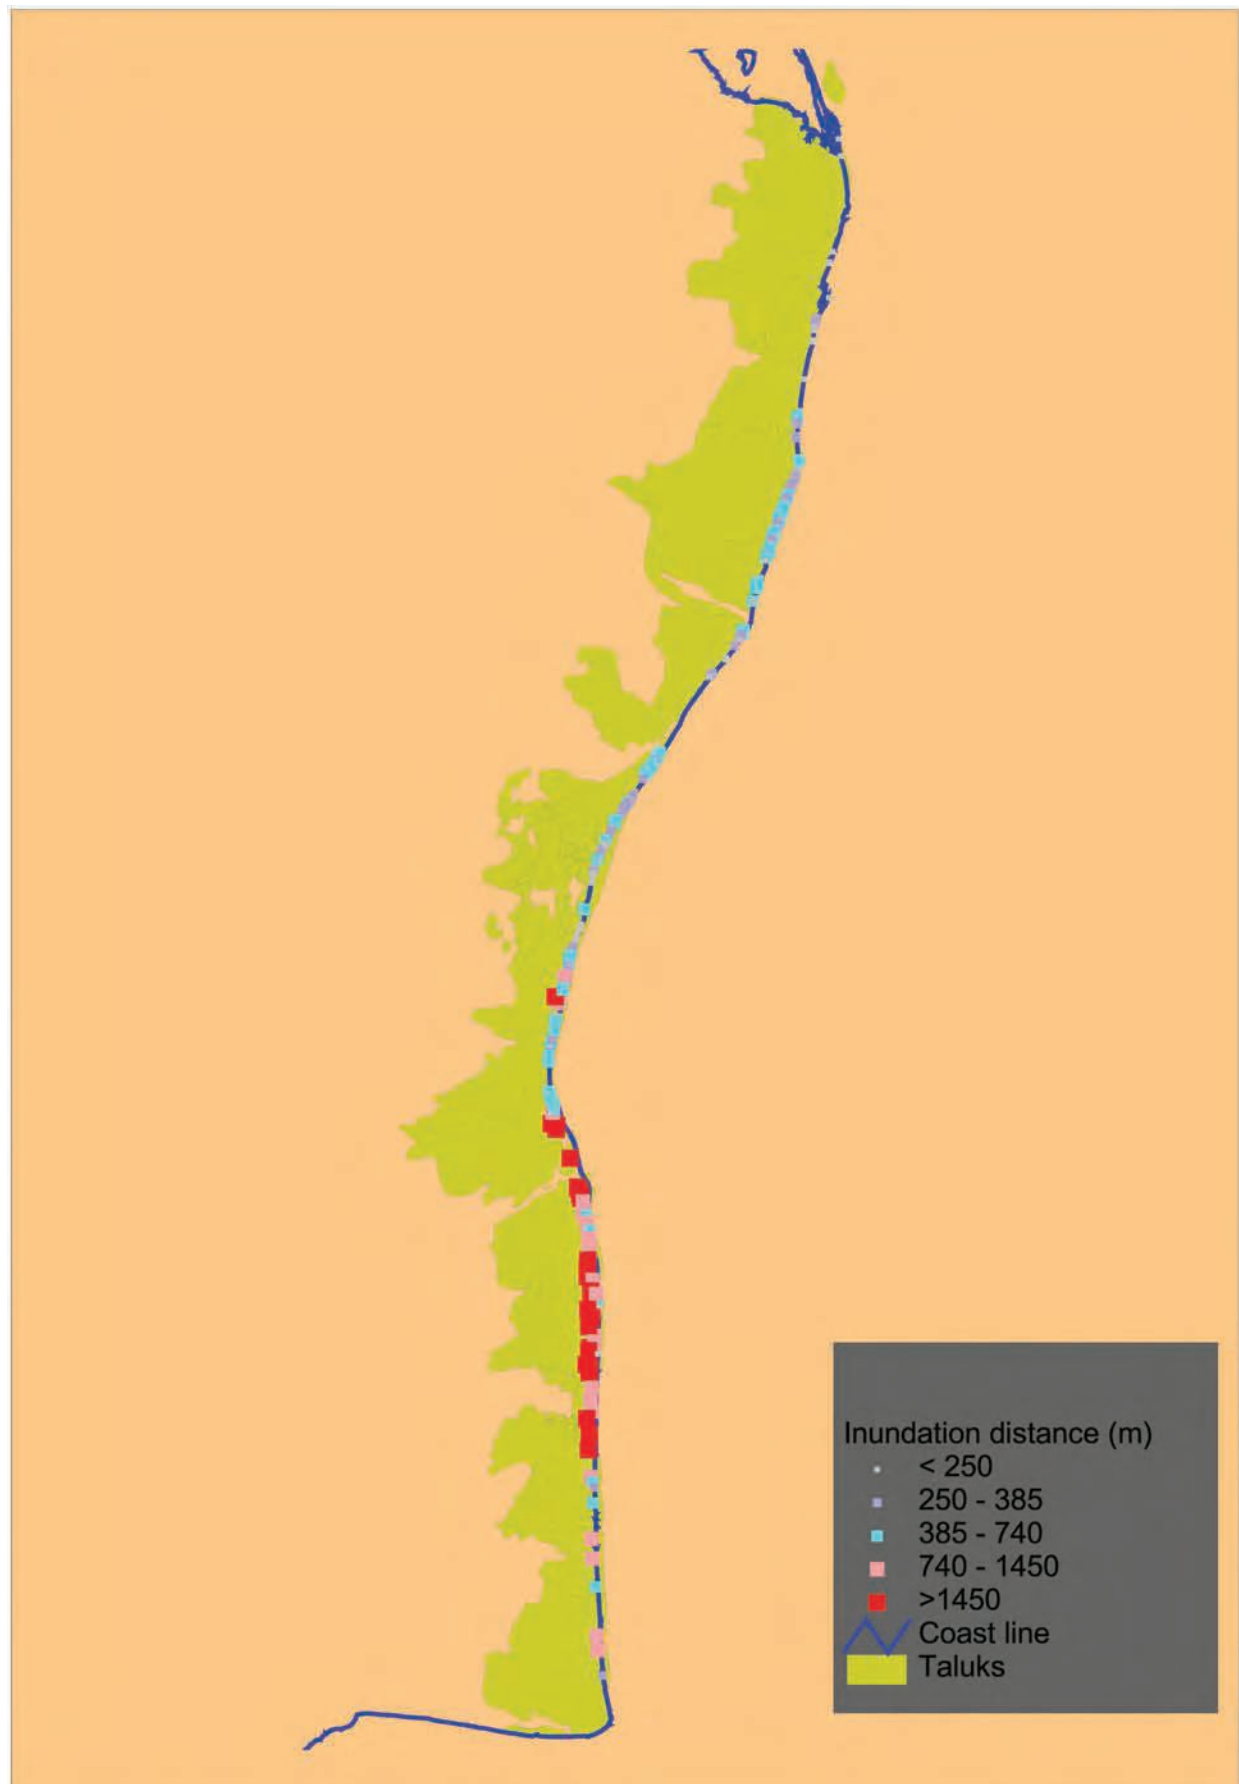 Inundation distance (m)
< 250
250 - 385
385 - 740
740 - 1450
>1450
Coast line
Taluks